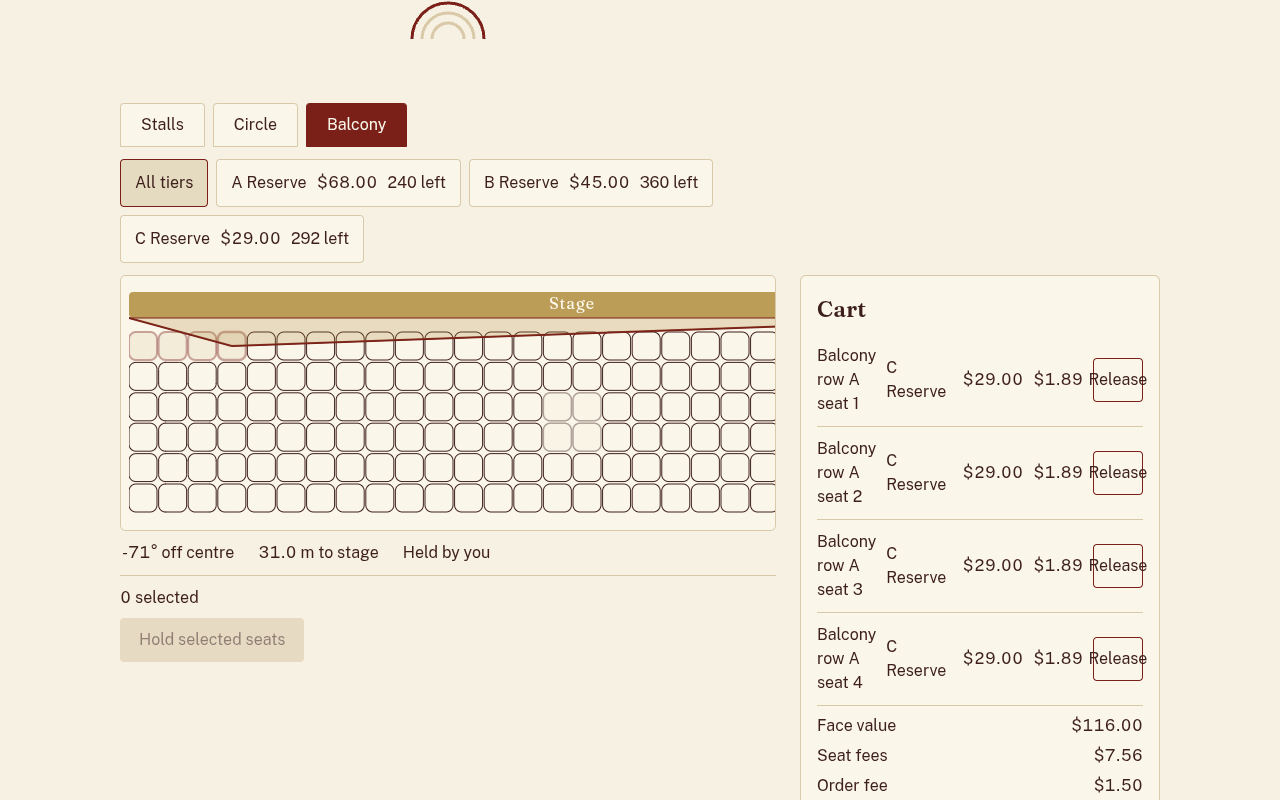 Stalls Circle Balcony
All tiers A Reserve $68.00 240 left B Reserve $45.00 360 left
C Reserve $29.00 292 left
Stage
-71° off centre 31.0 m to stage Held by you
0 selected
Hold selected seats
Cart
Balcony row A seat 1 C Reserve $29.00 $1.89 Release
Balcony row A seat 2 C Reserve $29.00 $1.89 Release
Balcony row A seat 3 C Reserve $29.00 $1.89 Release
Balcony row A seat 4 C Reserve $29.00 $1.89 Release
Face value $116.00
Seat fees $7.56
Order fee $1.50